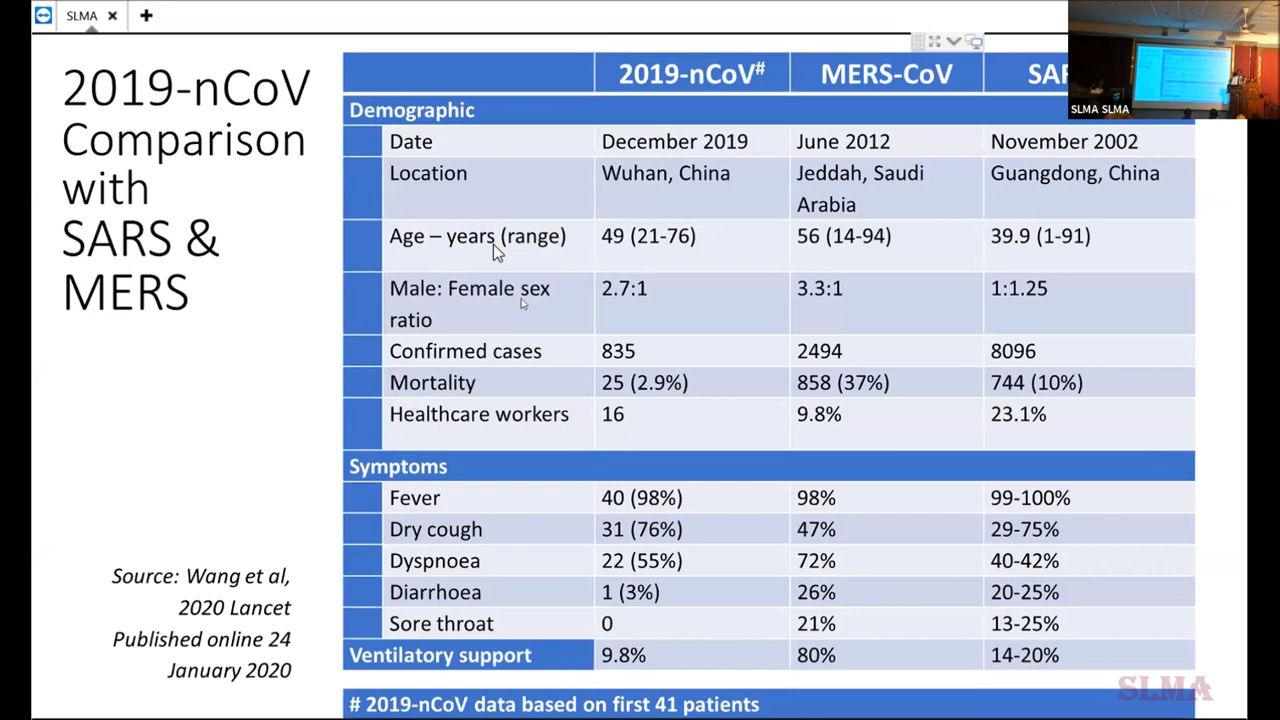 SLMA
2019-nCoV
Comparison
with
SARS &
MERS
Source: Wang et al,
2020 Lancet
Published online 24
January 2020
2019-nCoV# MERS-CoV SA
Demographic
Date December 2019 June 2012 November 2002
Location Wuhan, China Jeddah, Saudi Arabia Guangdong, China
Age – years (range) 49 (21-76) 56 (14-94) 39.9 (1-91)
Male: Female sex ratio 2.7:1 3.3:1 1:1.25
Confirmed cases 835 2494 8096
Mortality 25 (2.9%) 858 (37%) 744 (10%)
Healthcare workers 16 9.8% 23.1%
Symptoms
Fever 40 (98%) 98% 99-100%
Dry cough 31 (76%) 47% 29-75%
Dyspnoea 22 (55%) 72% 40-42%
Diarrhoea 1 (3%) 26% 20-25%
Sore throat 0 21% 13-25%
Ventilatory support 9.8% 80% 14-20%
# 2019-nCoV data based on first 41 patients
SLMA SLMA
SLMA